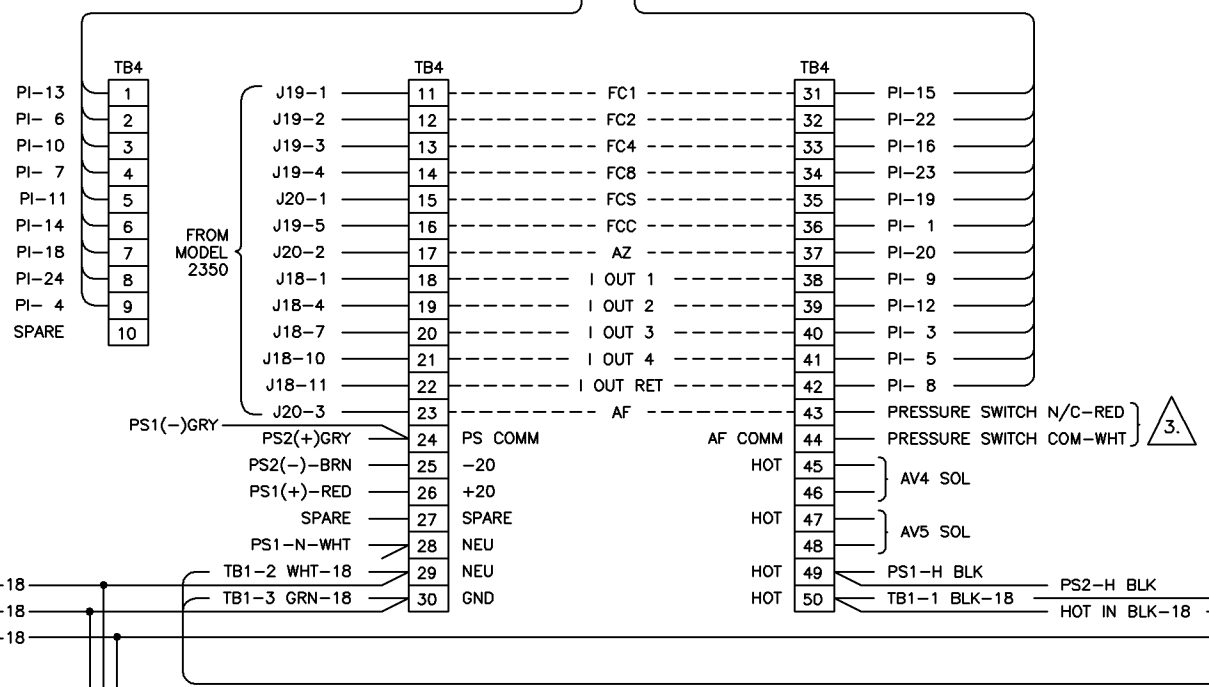 TB4 TB4 TB4
PI-13 1 J19-1 11 FC1 31 PI-15
PI- 6 2 J19-2 12 FC2 32 PI-22
PI-10 3 J19-3 13 FC4 33 PI-16
PI- 7 4 J19-4 14 FC8 34 PI-23
PI-11 5 J20-1 15 FCS 35 PI-19
PI-14 6 J19-5 16 FCC 36 PI- 1
FROM
MODEL
2350
PI-18 7 J20-2 17 AZ 37 PI-20
PI-24 8 J18-1 18 I OUT 1 38 PI- 9
PI- 4 9 J18-4 19 I OUT 2 39 PI-12
SPARE 10 J18-7 20 I OUT 3 40 PI- 3
J18-10 21 I OUT 4 41 PI- 5
J18-11 22 I OUT RET 42 PI- 8
J20-3 23 AF 43 PRESSURE SWITCH N/C-RED
PS1(-)GRY
3.
PS2(+)GRY 24 PS COMM AF COMM 44 PRESSURE SWITCH COM-WHT
PS2(-)-BRN 25 -20 HOT 45
AV4 SOL
PS1(+)-RED 26 +20 46
SPARE 27 SPARE HOT 47
AV5 SOL
PS1-N-WHT 28 NEU 48
TB1-2 WHT-18 29 NEU HOT 49 PS1-H BLK
-18 PS2-H BLK
TB1-3 GRN-18 30 GND HOT 50 TB1-1 BLK-18
-18 HOT IN BLK-18
-18